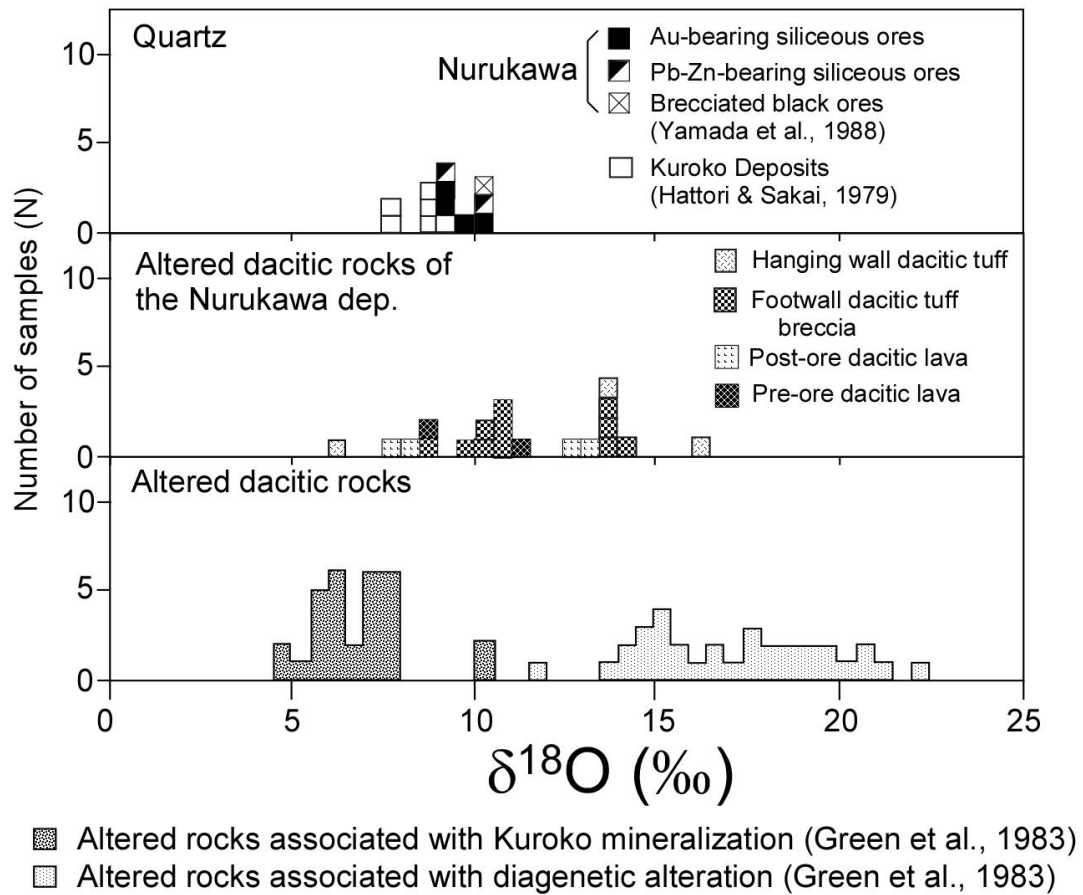 Number of samples (N)
Quartz
10
5
0
Nurukawa
Au-bearing siliceous ores
Pb-Zn-bearing siliceous ores
Brecciated black ores
(Yamada et al., 1988)
Kuroko Deposits
(Hattori & Sakai, 1979)
Altered dacitic rocks of
the Nurukawa dep.
10
5
0
Hanging wall dacitic tuff
Footwall dacitic tuff
breccia
Post-ore dacitic lava
Pre-ore dacitic lava
Altered dacitic rocks
10
5
0
0 5 10 15 20 25
δ¹⁸O (‰)
Altered rocks associated with Kuroko mineralization (Green et al., 1983)
Altered rocks associated with diagenetic alteration (Green et al., 1983)